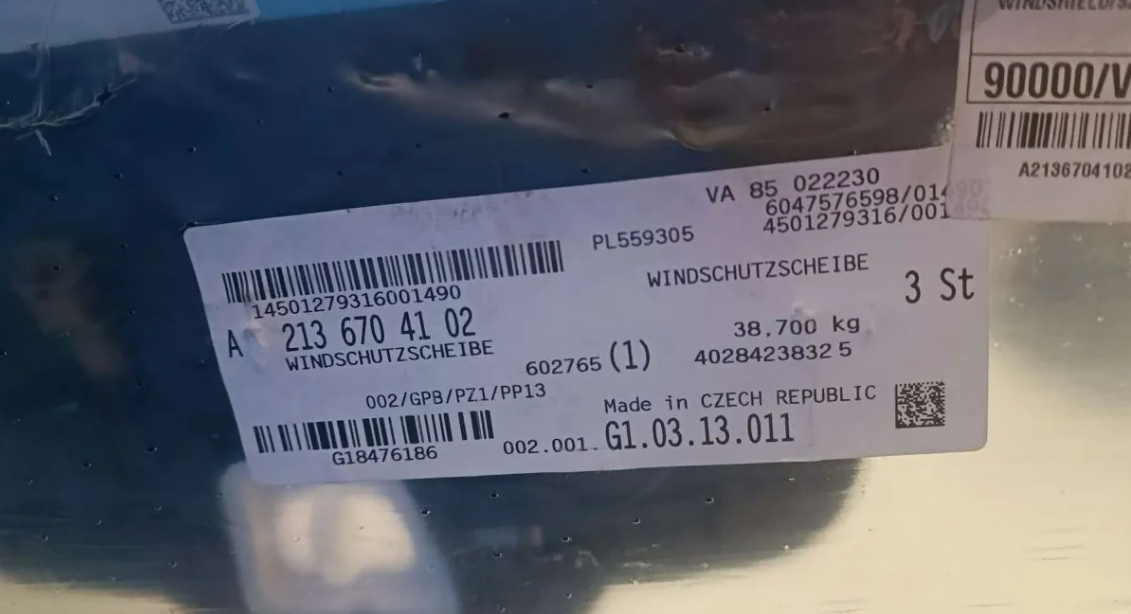 90000/V
A2136704102
VA 85 022230
6047576598/01490
4501279316/001
PL559305
WINDSCHUTZSCHEIBE
3 St
14501279316001490
A 213 670 41 02
WINDSCHUTZSCHEIBE
38,700 kg
602765 (1) 4028423832 5
002/GPB/PZ1/PP13
Made in CZECH REPUBLIC
G18476186
002.001. G1.03.13.011